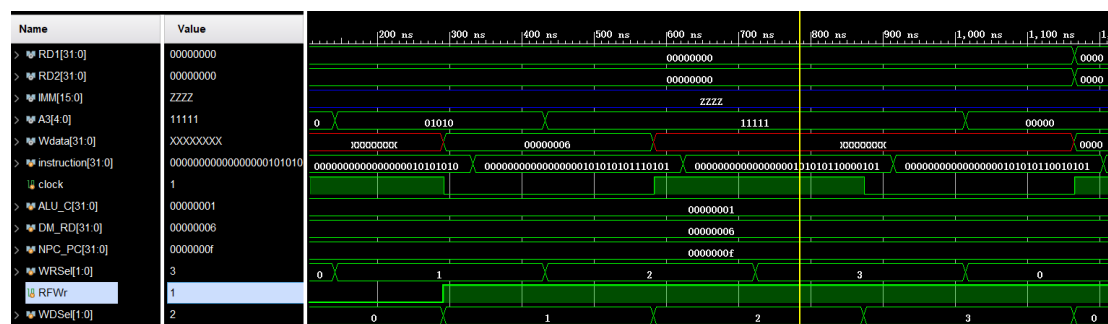 Name Value
200 ns 300 ns 400 ns 500 ns 600 ns 700 ns 800 ns 900 ns 1,000 ns 1,100 ns
RD1[31:0] 00000000 00000000 0000
RD2[31:0] 00000000 00000000 0000
IMM[15:0] ZZZZ ZZZZ
A3[4:0] 11111 0 01010 11111 00000
Wdata[31:0] XXXXXXXX XXXXXXXX 00000006 XXXXXXXX 0000
instruction[31:0]
clock 1
ALU_C[31:0] 00000001 00000001
DM_RD[31:0] 00000006 00000006
NPC_PC[31:0] 0000000f 0000000f
WRSel[1:0] 3 0 1 2 3 0
RFWr 1
WDSel[1:0] 2 0 1 2 3 0